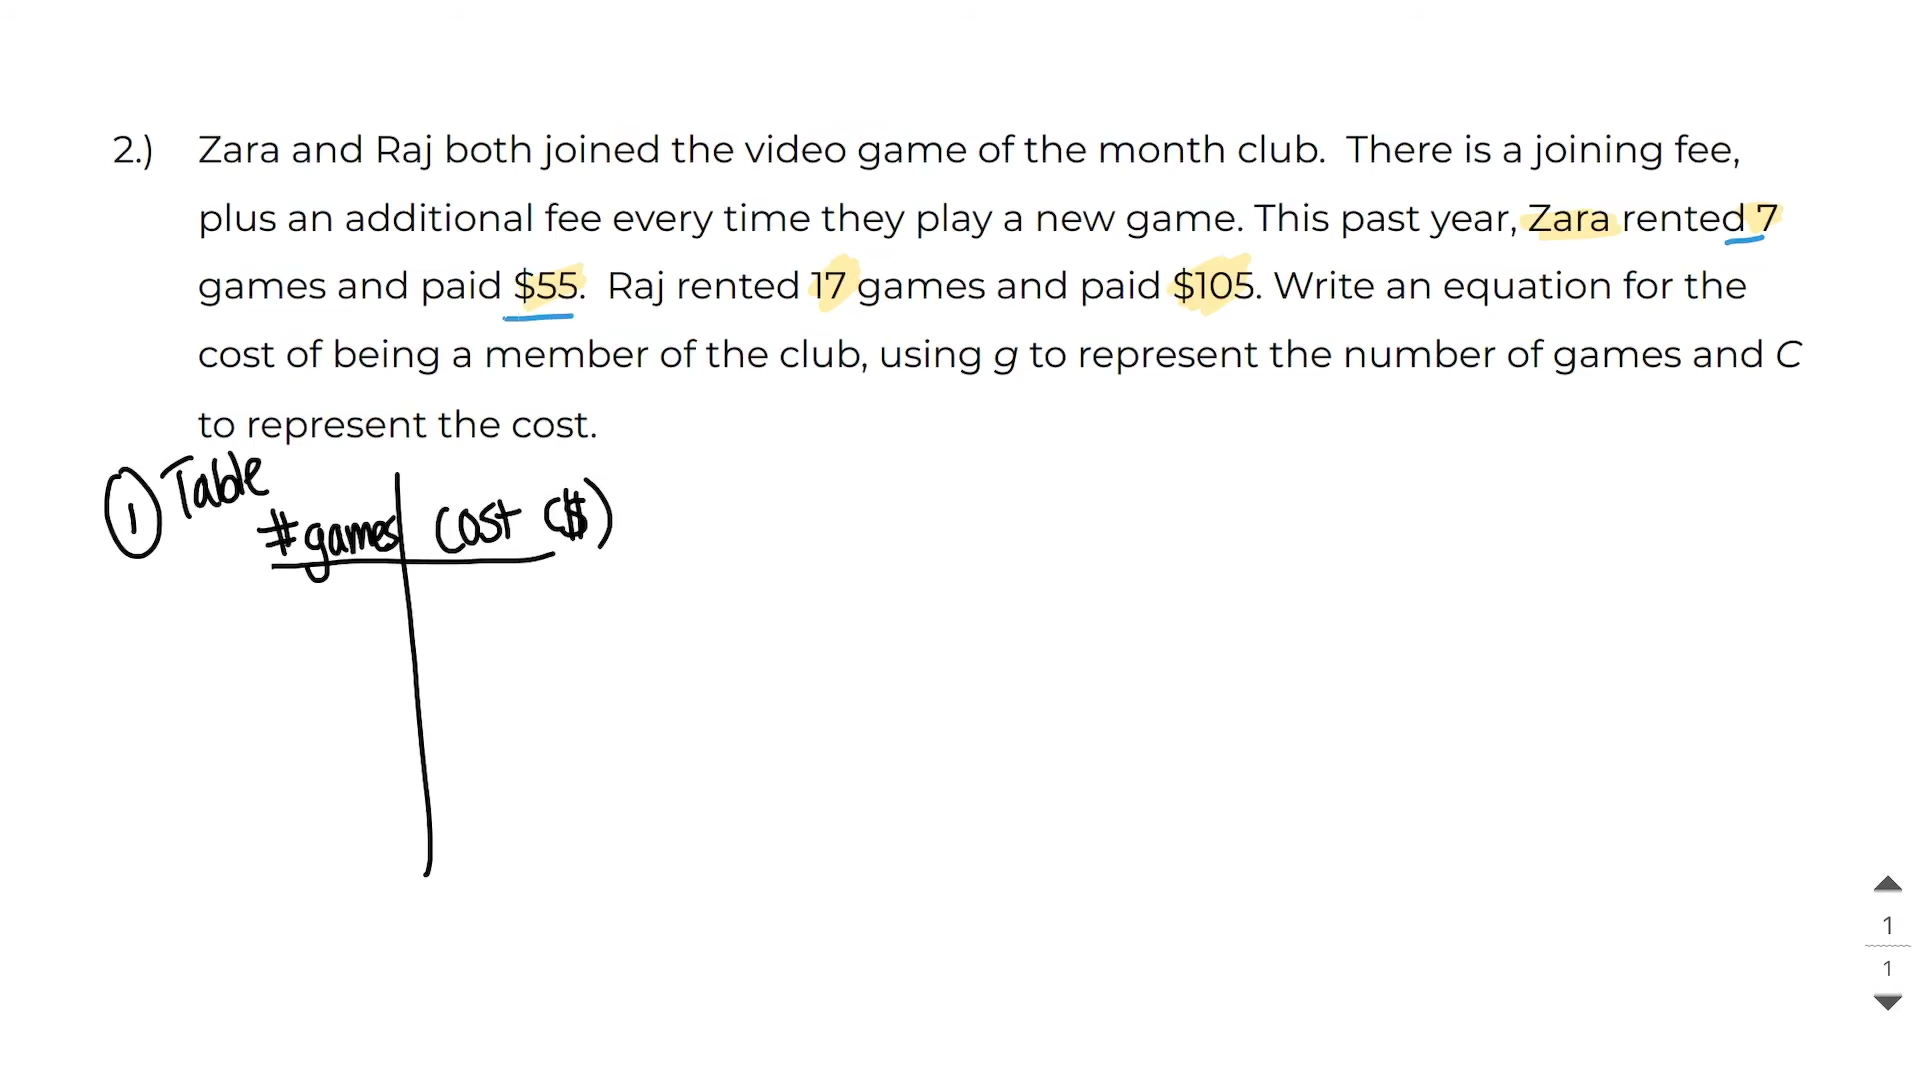 2.) Zara and Raj both joined the video game of the month club. There is a joining fee,
plus an additional fee every time they play a new game. This past year, Zara rented 7
games and paid $55. Raj rented 17 games and paid $105. Write an equation for the
cost of being a member of the club, using g to represent the number of games and C
to represent the cost.
① Table
#games cost ($)
1
1